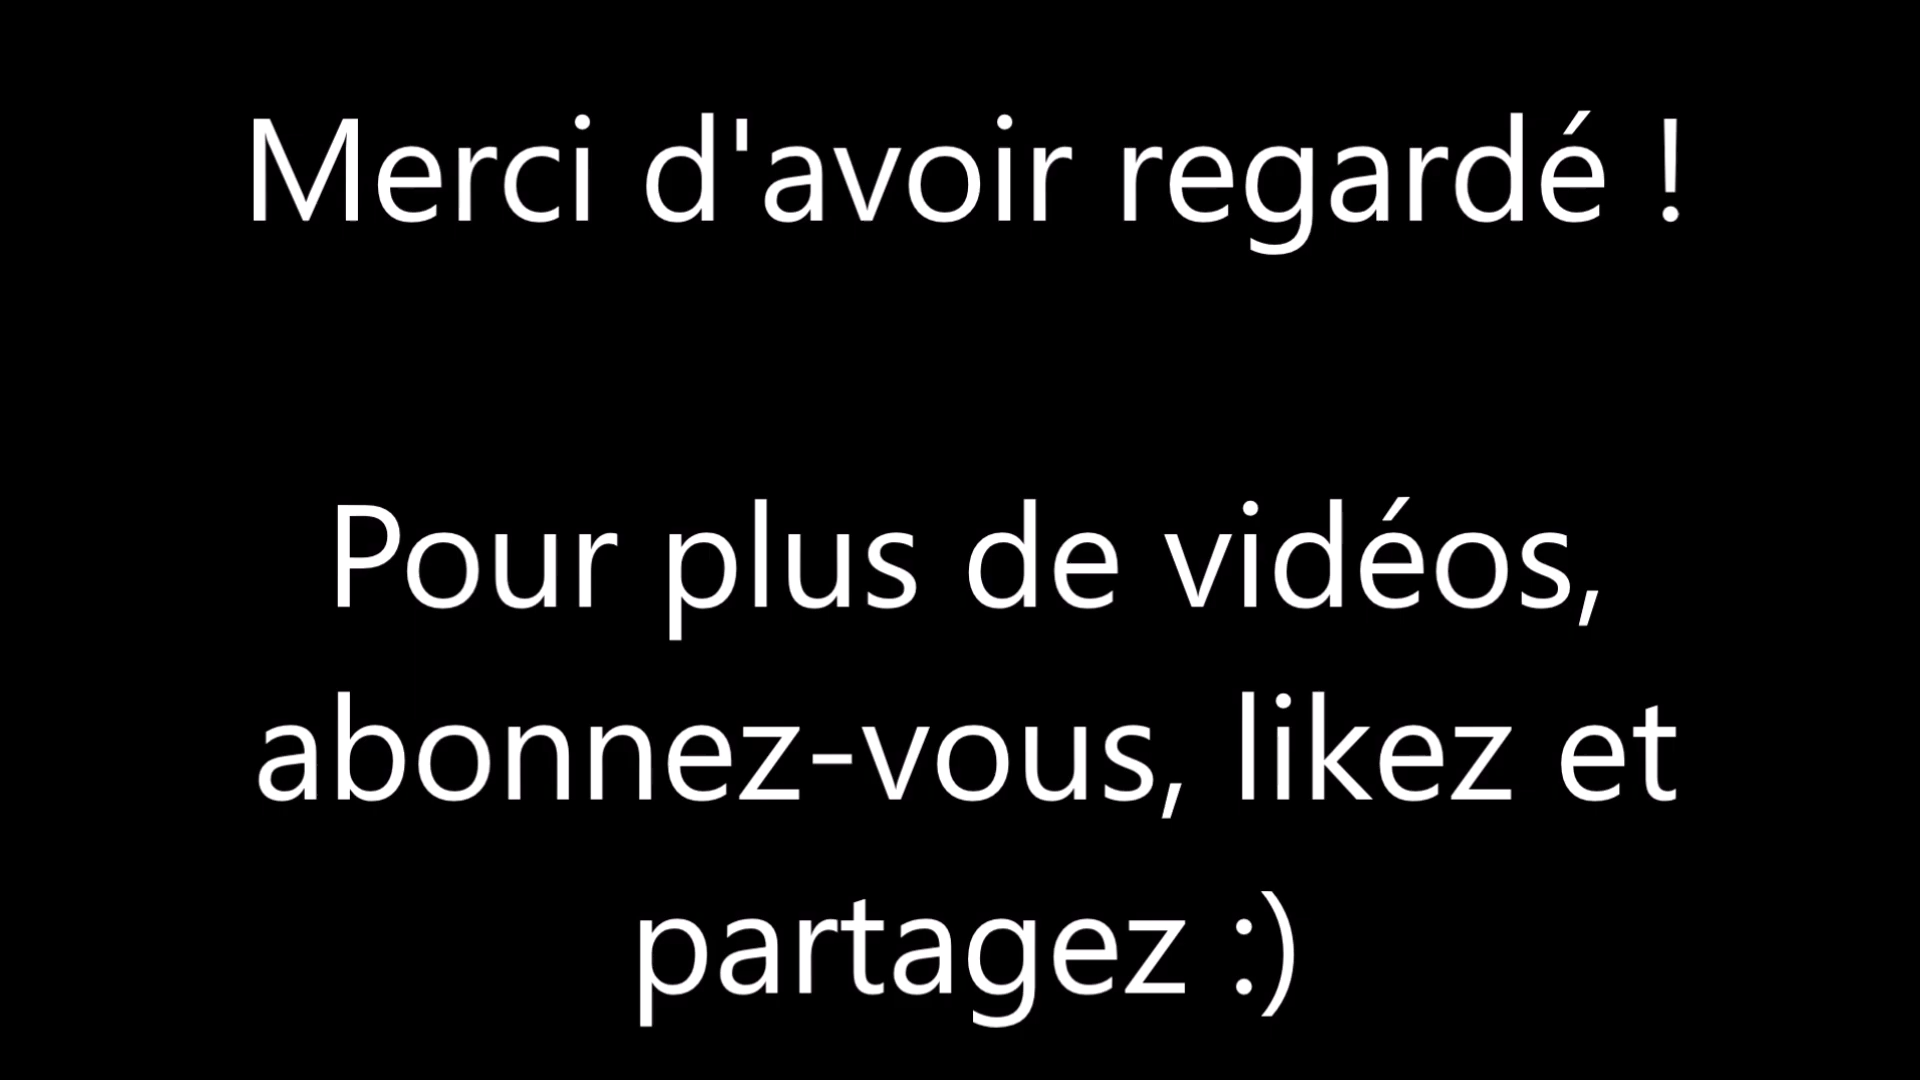 Merci d'avoir regardé !
Pour plus de vidéos,
abonnez-vous, likez et
partagez :)